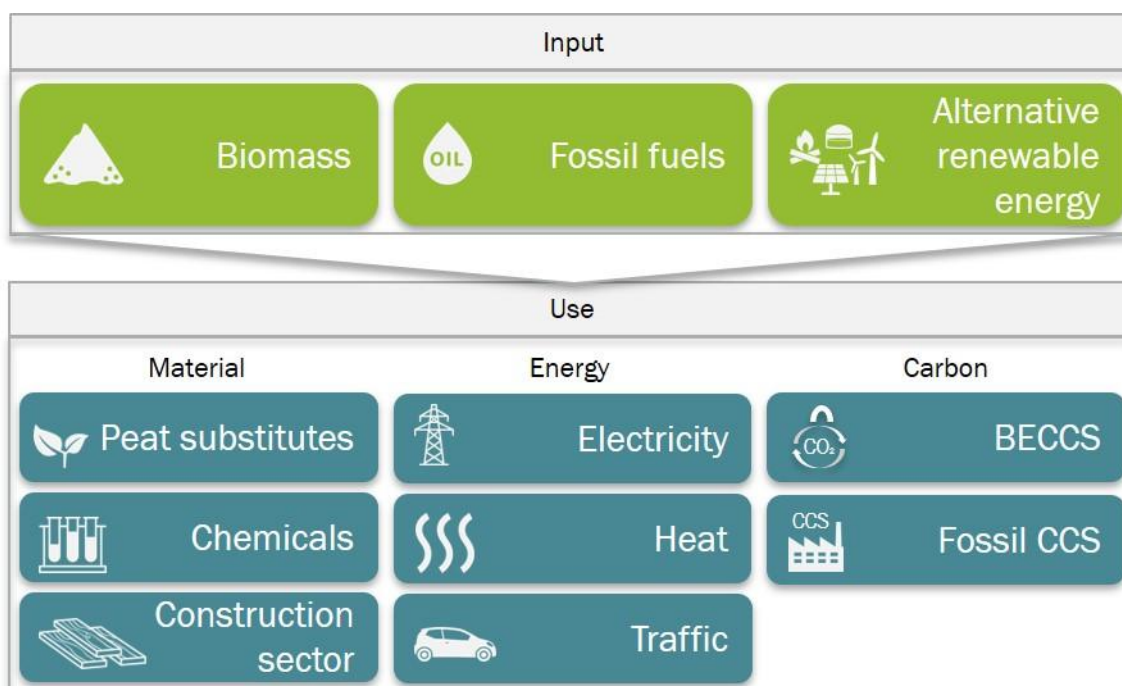 Input
Biomass
OIL
Fossil fuels
Alternative
renewable
energy
Use
Material
Energy
Carbon
Peat substitutes
Electricity
CO₂
BECCS
Chemicals
Heat
CCS
Fossil CCS
Construction
sector
Traffic